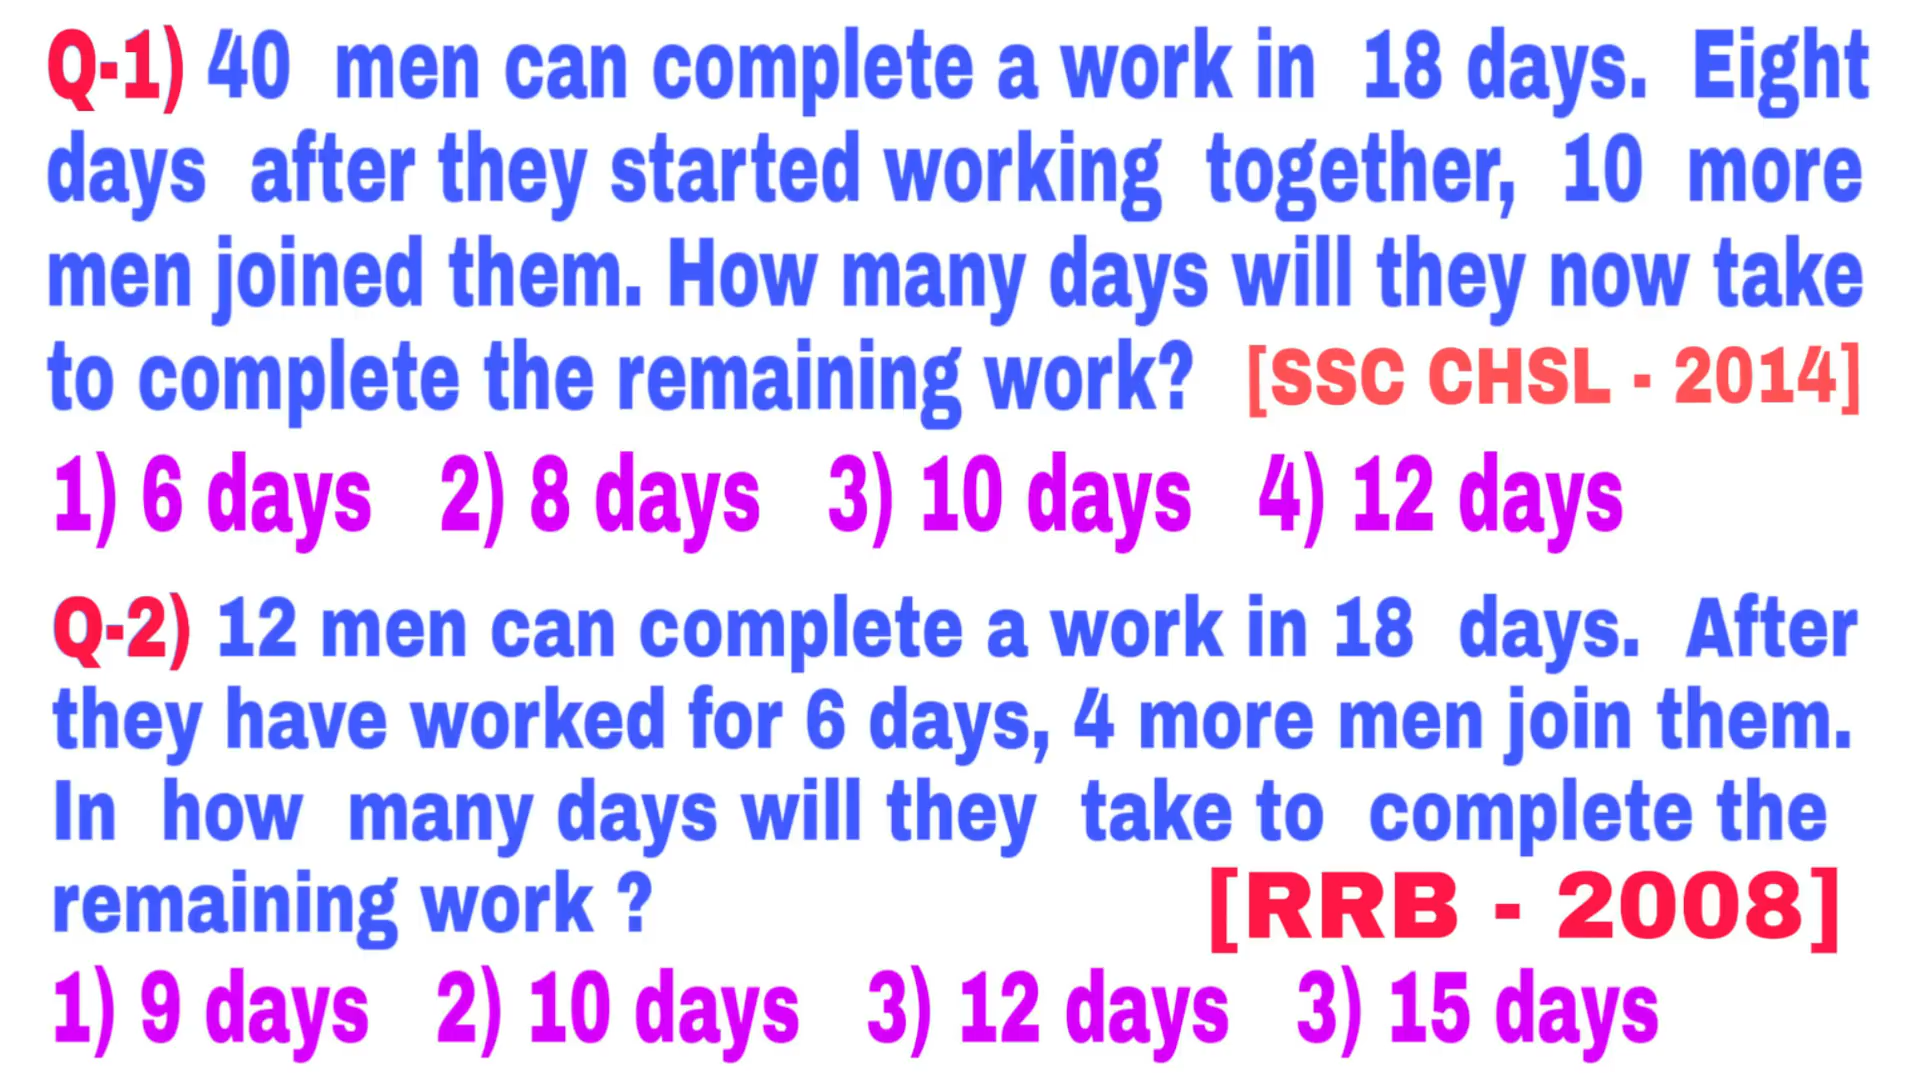 Q-1) 40 men can complete a work in 18 days. Eight
days after they started working together, 10 more
men joined them. How many days will they now take
to complete the remaining work? [SSC CHSL - 2014]
1) 6 days 2) 8 days 3) 10 days 4) 12 days
Q-2) 12 men can complete a work in 18 days. After
they have worked for 6 days, 4 more men join them.
In how many days will they take to complete the
remaining work ? [RRB - 2008]
1) 9 days 2) 10 days 3) 12 days 3) 15 days